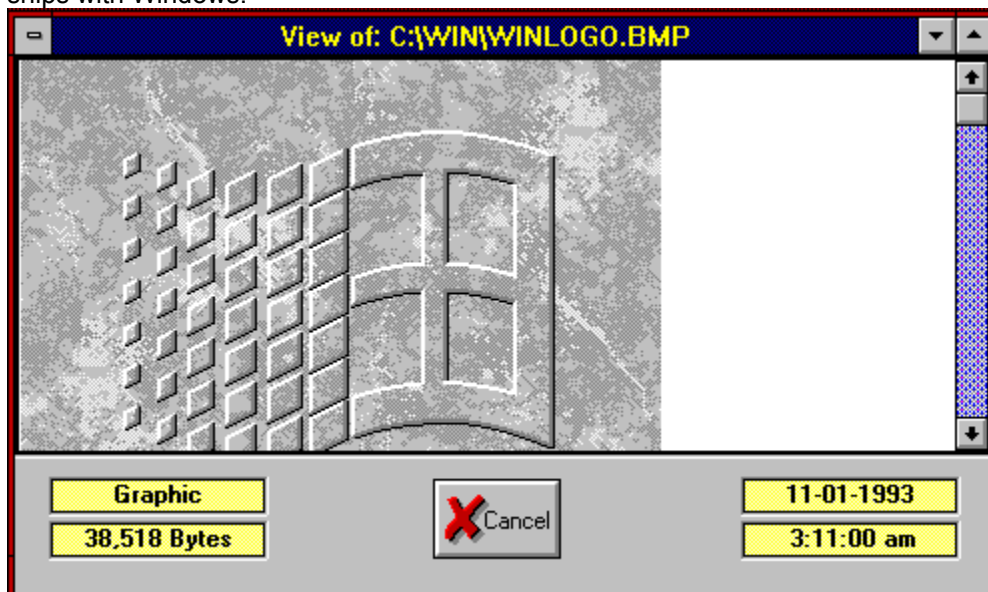 ships with Windows.
View of: C:\WIN\WINLOGO.BMP
Graphic
38,518 Bytes
Cancel
11-01-1993
3:11:00 am